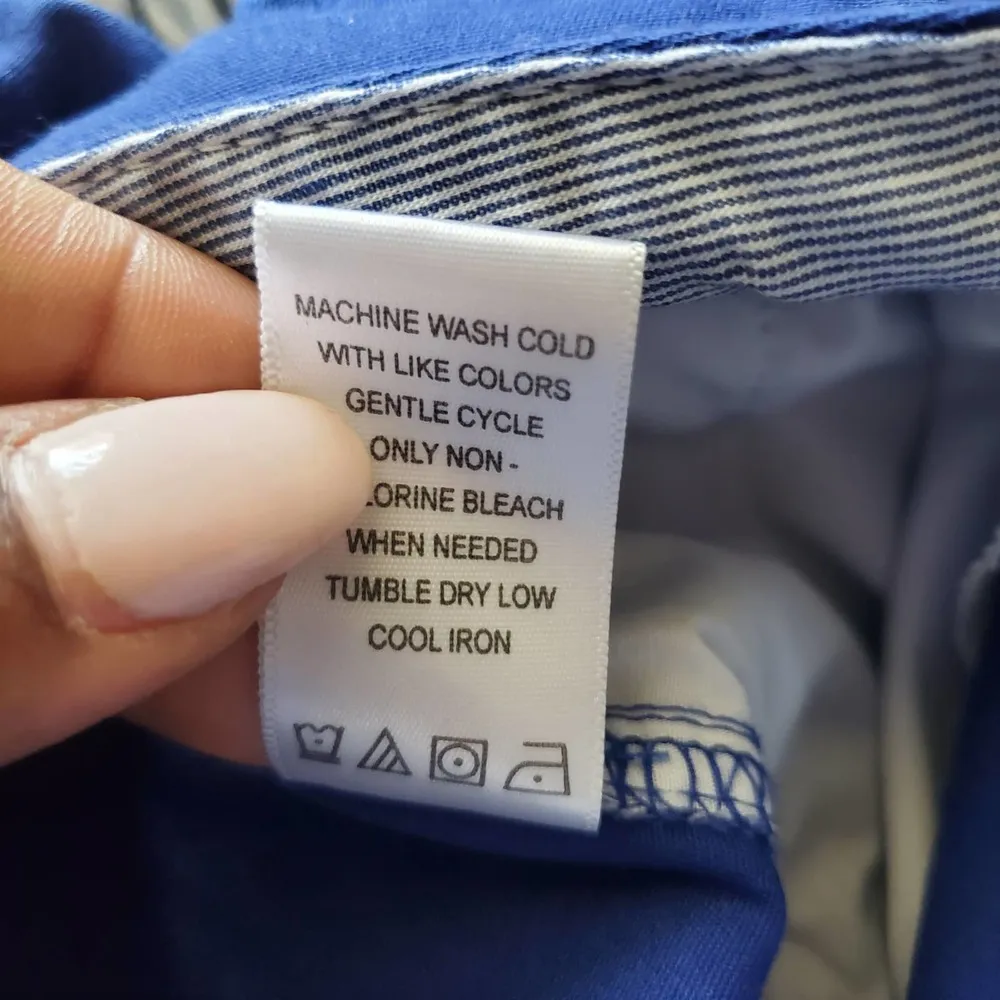 MACHINE WASH COLD
WITH LIKE COLORS
GENTLE CYCLE
ONLY NON -
LORINE BLEACH
WHEN NEEDED
TUMBLE DRY LOW
COOL IRON